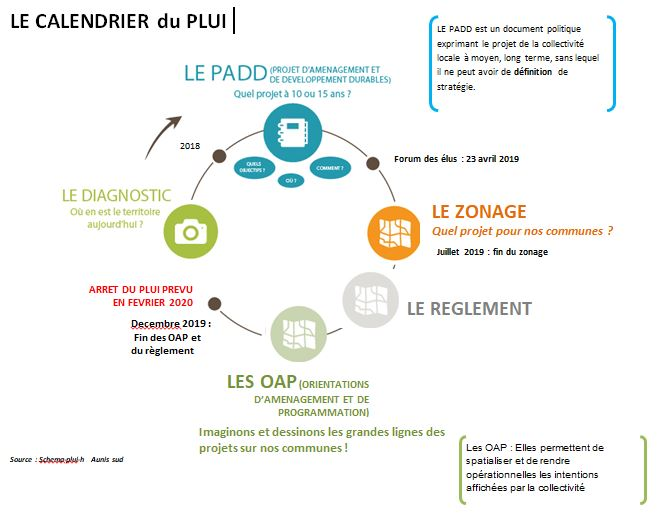 LE CALENDRIER du PLUI
LE PADD est un document politique
exprimant le projet de la collectivité
locale à moyen, long terme, sans lequel
il ne peut avoir de définition de
stratégie.
LE PADD (PROJET D'AMENAGEMENT ET
DE DEVELOPPEMENT DURABLES)
Quel projet à 10 ou 15 ans ?
2018
QUELS
OBJECTIFS ?
OÙ ?
COMMENT ?
Forum des élus : 23 avril 2019
LE DIAGNOSTIC
Où en est le territoire
aujourd'hui ?
LE ZONAGE
Quel projet pour nos communes ?
Juillet 2019 : fin du zonage
ARRET DU PLUI PREVU
EN FEVRIER 2020
LE REGLEMENT
Decembre 2019 :
Fin des OAP et
du règlement
LES OAP (ORIENTATIONS
D'AMENAGEMENT ET DE
PROGRAMMATION)
Imaginons et dessinons les grandes lignes des
projets sur nos communes !
Source : Schema plui-h Aunis sud
Les OAP : Elles permettent de
spatialiser et de rendre
opérationnelles les intentions
affichées par la collectivité